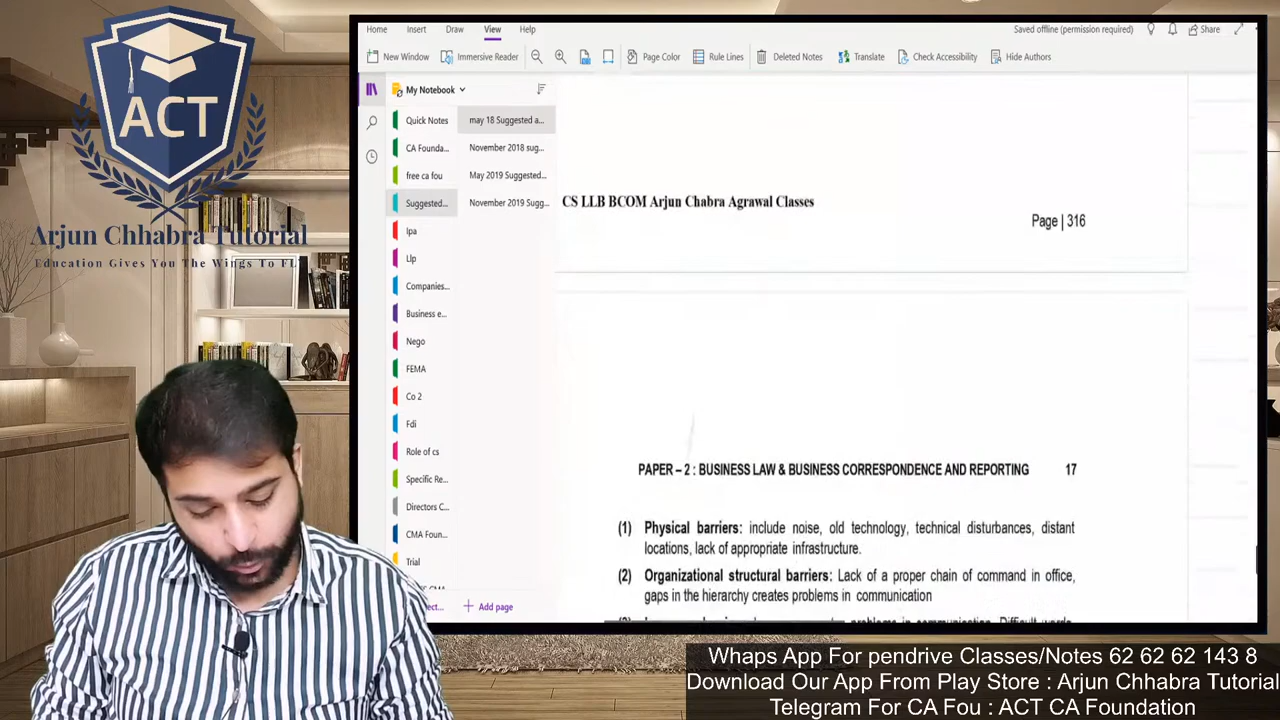 ACT
Arjun Chhabra Tutorial
Home Insert Draw View Help
Saved offline (permission required)
Share
New Window
Immersive Reader
Page Color
Rule Lines
Deleted Notes
Translate
Check Accessibility
Hide Authors
My Notebook
Quick Notes
CA Founda...
free ca fou
Suggested...
Ipa
Llp
Companies...
Business e...
Nego
FEMA
Co 2
Fdi
Role of cs
Specific Re...
Directors C...
CMA Foun...
Trial
may 18 Suggested a...
November 2018 sug...
May 2019 Suggested...
November 2019 Sugg...
Add page
CS LLB BCOM Arjun Chabra Agrawal Classes
Page | 316
PAPER – 2 : BUSINESS LAW & BUSINESS CORRESPONDENCE AND REPORTING 17
(1) Physical barriers: include noise, old technology, technical disturbances, distant
locations, lack of appropriate infrastructure.
(2) Organizational structural barriers: Lack of a proper chain of command in office,
gaps in the hierarchy creates problems in communication
Whaps App For pendrive Classes/Notes 62 62 62 143 8
Download Our App From Play Store : Arjun Chhabra Tutorial
Telegram For CA Fou : ACT CA Foundation